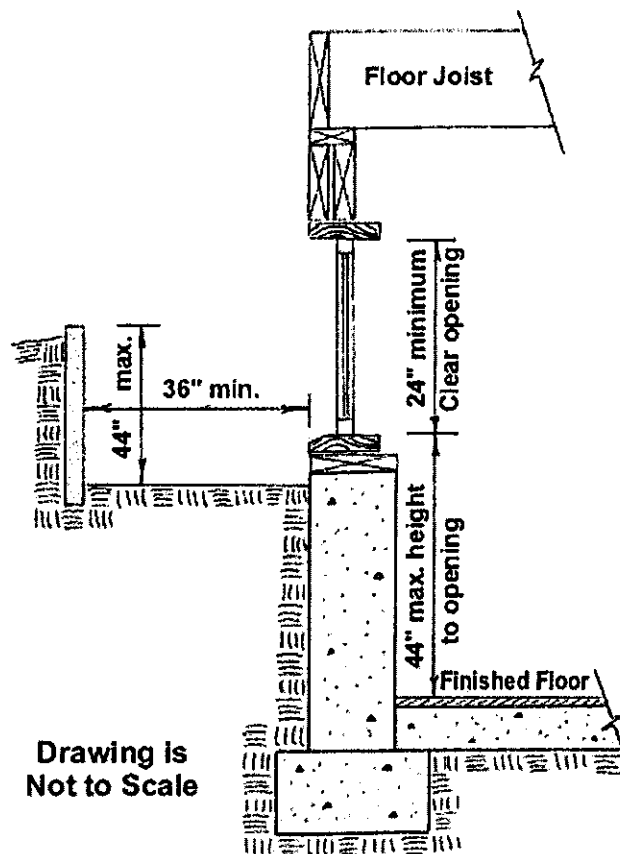 Floor Joist
24" minimum
Clear opening
44" max.
36" min.
44" max. height
to opening
Finished Floor
Drawing is
Not to Scale